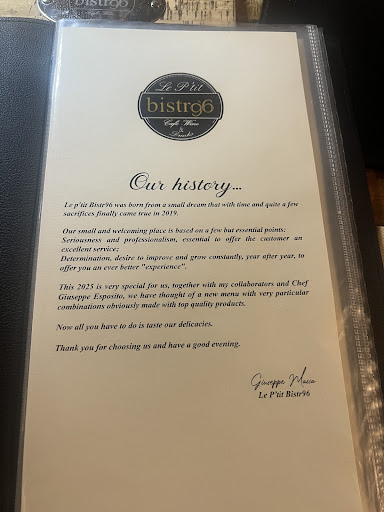 bistr96
Le P'tit
bistr96
Café Wine
&
Drinks
Our history...
Le p'tit Bistr96 was born from a small dream that with time and quite a few
sacrifices finally came true in 2019.
Our small and welcoming place is based on a few but essential points:
Seriousness and professionalism, essential to offer the customer an
excellent service;
Determination, desire to improve and grow constantly, year after year, to
offer you an ever better "experience".
This 2025 is very special for us, together with my collaborators and Chef
Giuseppe Esposito, we have thought of a new menu with very particular
combinations obviously made with top quality products.
Now all you have to do is taste our delicacies.
Thank you for choosing us and have a good evening.
Giuseppe
Le P'tit Bistr96